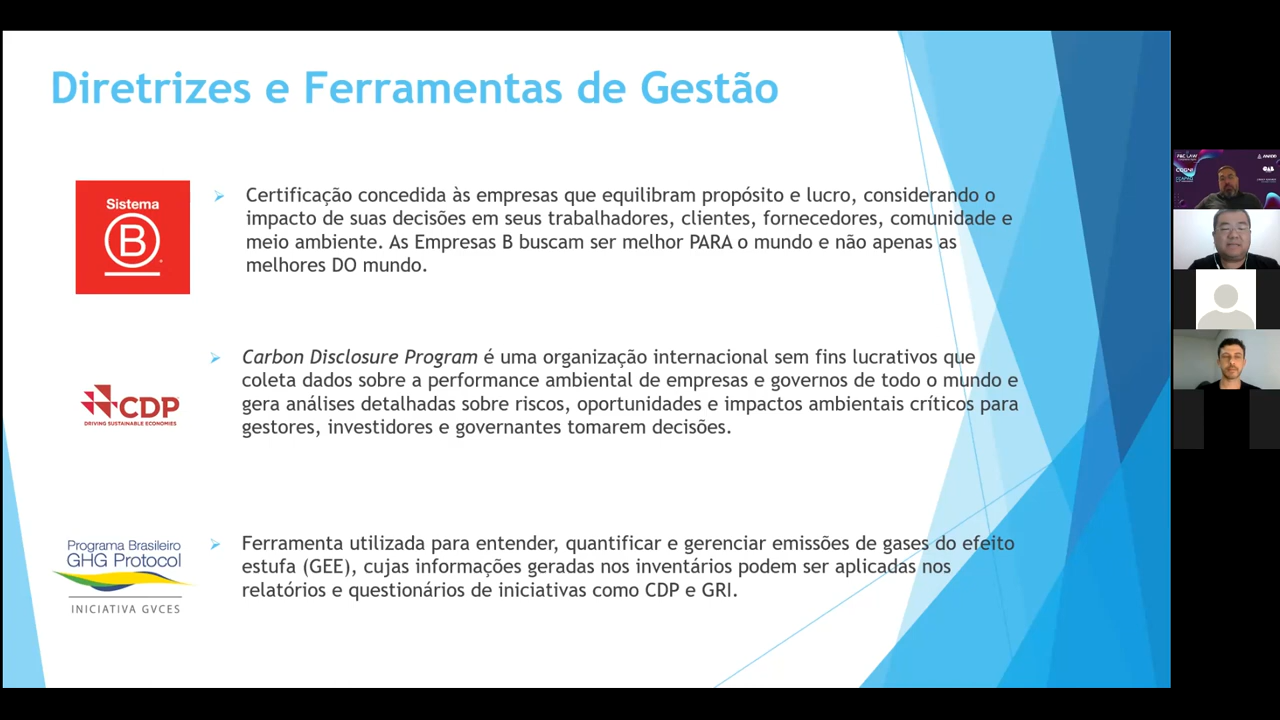 Diretrizes e Ferramentas de Gestão
Sistema
B
Certificação concedida às empresas que equilibram propósito e lucro, considerando o
impacto de suas decisões em seus trabalhadores, clientes, fornecedores, comunidade e
meio ambiente. As Empresas B buscam ser melhor PARA o mundo e não apenas as
melhores DO mundo.
CDP
DRIVING SUSTAINABLE ECONOMIES
Carbon Disclosure Program é uma organização internacional sem fins lucrativos que
coleta dados sobre a performance ambiental de empresas e governos de todo o mundo e
gera análises detalhadas sobre riscos, oportunidades e impactos ambientais críticos para
gestores, investidores e governantes tomarem decisões.
Programa Brasileiro
GHG Protocol
INICIATIVA GVCES
Ferramenta utilizada para entender, quantificar e gerenciar emissões de gases do efeito
estufa (GEE), cujas informações geradas nos inventários podem ser aplicadas nos
relatórios e questionários de iniciativas como CDP e GRI.
OAB